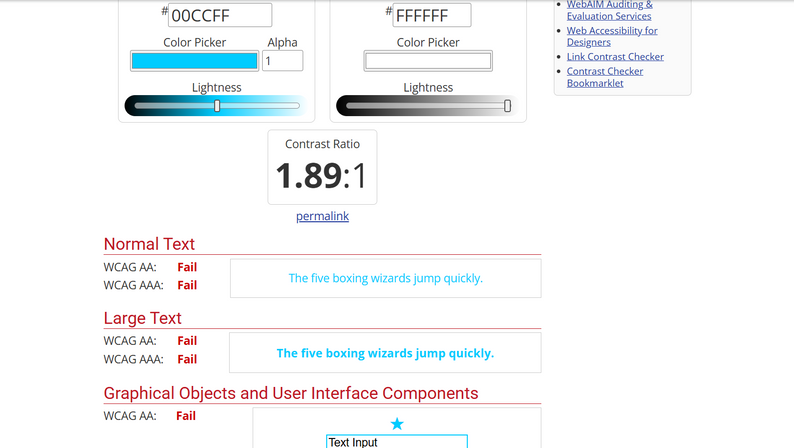 # 00CCFF
# FFFFFF
Color Picker Alpha
1
Lightness
Color Picker
Lightness
WebAIM Auditing &
Evaluation Services
Web Accessibility for
Designers
Link Contrast Checker
Contrast Checker
Bookmarklet
Contrast Ratio
1.89:1
permalink
Normal Text
WCAG AA: Fail
WCAG AAA: Fail
The five boxing wizards jump quickly.
Large Text
WCAG AA: Fail
WCAG AAA: Fail
The five boxing wizards jump quickly.
Graphical Objects and User Interface Components
WCAG AA: Fail
Text Input